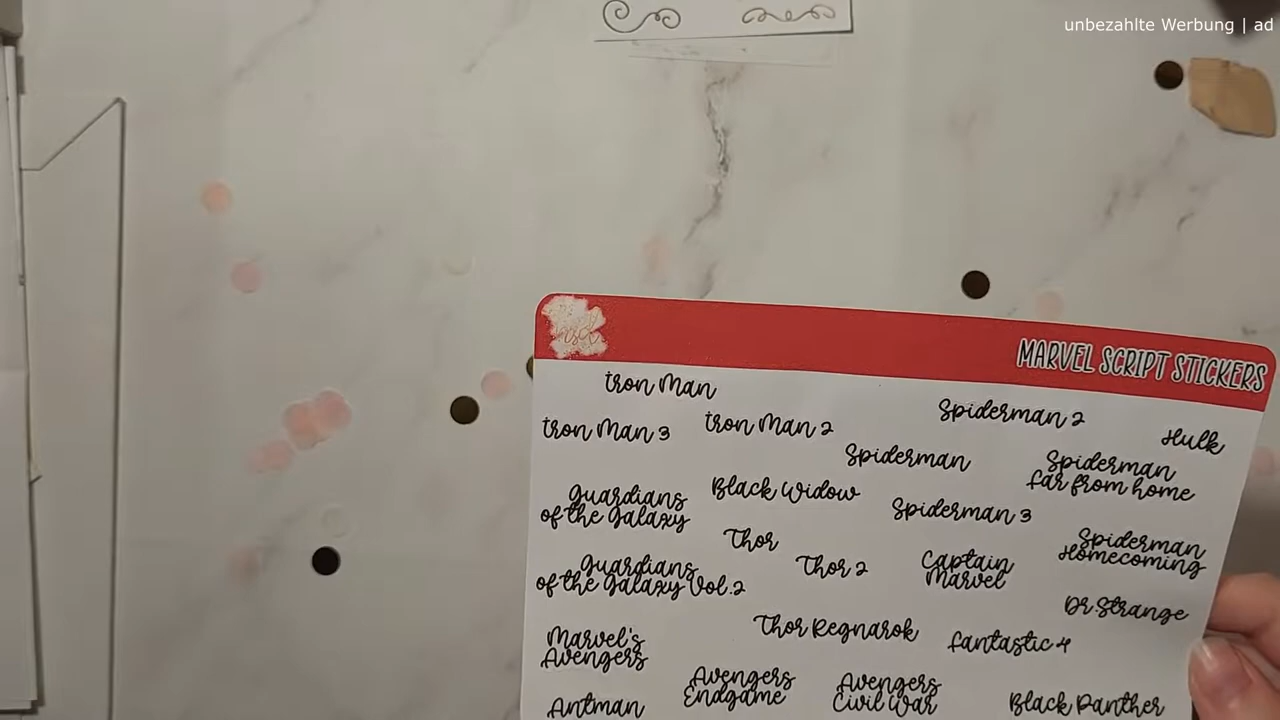 unbezahlte Werbung | ad
MARVEL SCRIPT STICKERS
Iron Man
Spiderman 2
Hulk
Iron Man 3
Iron Man 2
Spiderman
Spiderman
far from home
Guardians
of the Galaxy
Black Widow
Spiderman 3
Thor
Spiderman
Homecoming
Guardians
of the Galaxy Vol.2
Thor 2
Captain
Marvel
Dr.Strange
Thor Regnarok
fantastic 4
Marvel's
Avengers
Avengers
Endgame
Avengers
Civil War
Antman
Black Panther